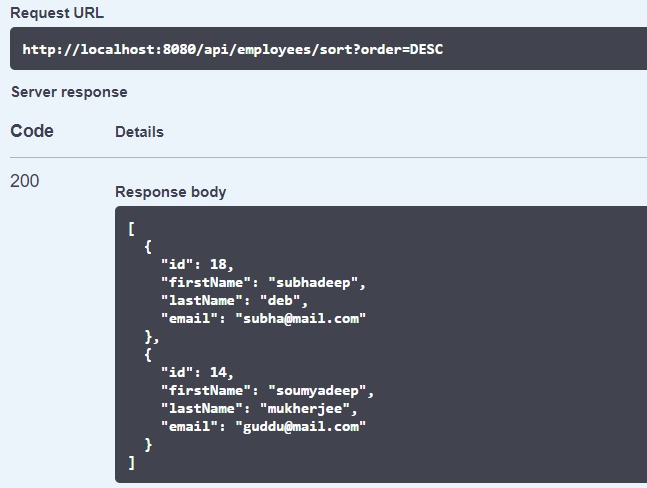 Request URL
http://localhost:8080/api/employees/sort?order=DESC
Server response
Code Details
200
Response body
[
  {
    "id": 18,
    "firstName": "subhadeep",
    "lastName": "deb",
    "email": "subha@mail.com"
  },
  {
    "id": 14,
    "firstName": "soumyadeep",
    "lastName": "mukherjee",
    "email": "guddu@mail.com"
  }
]